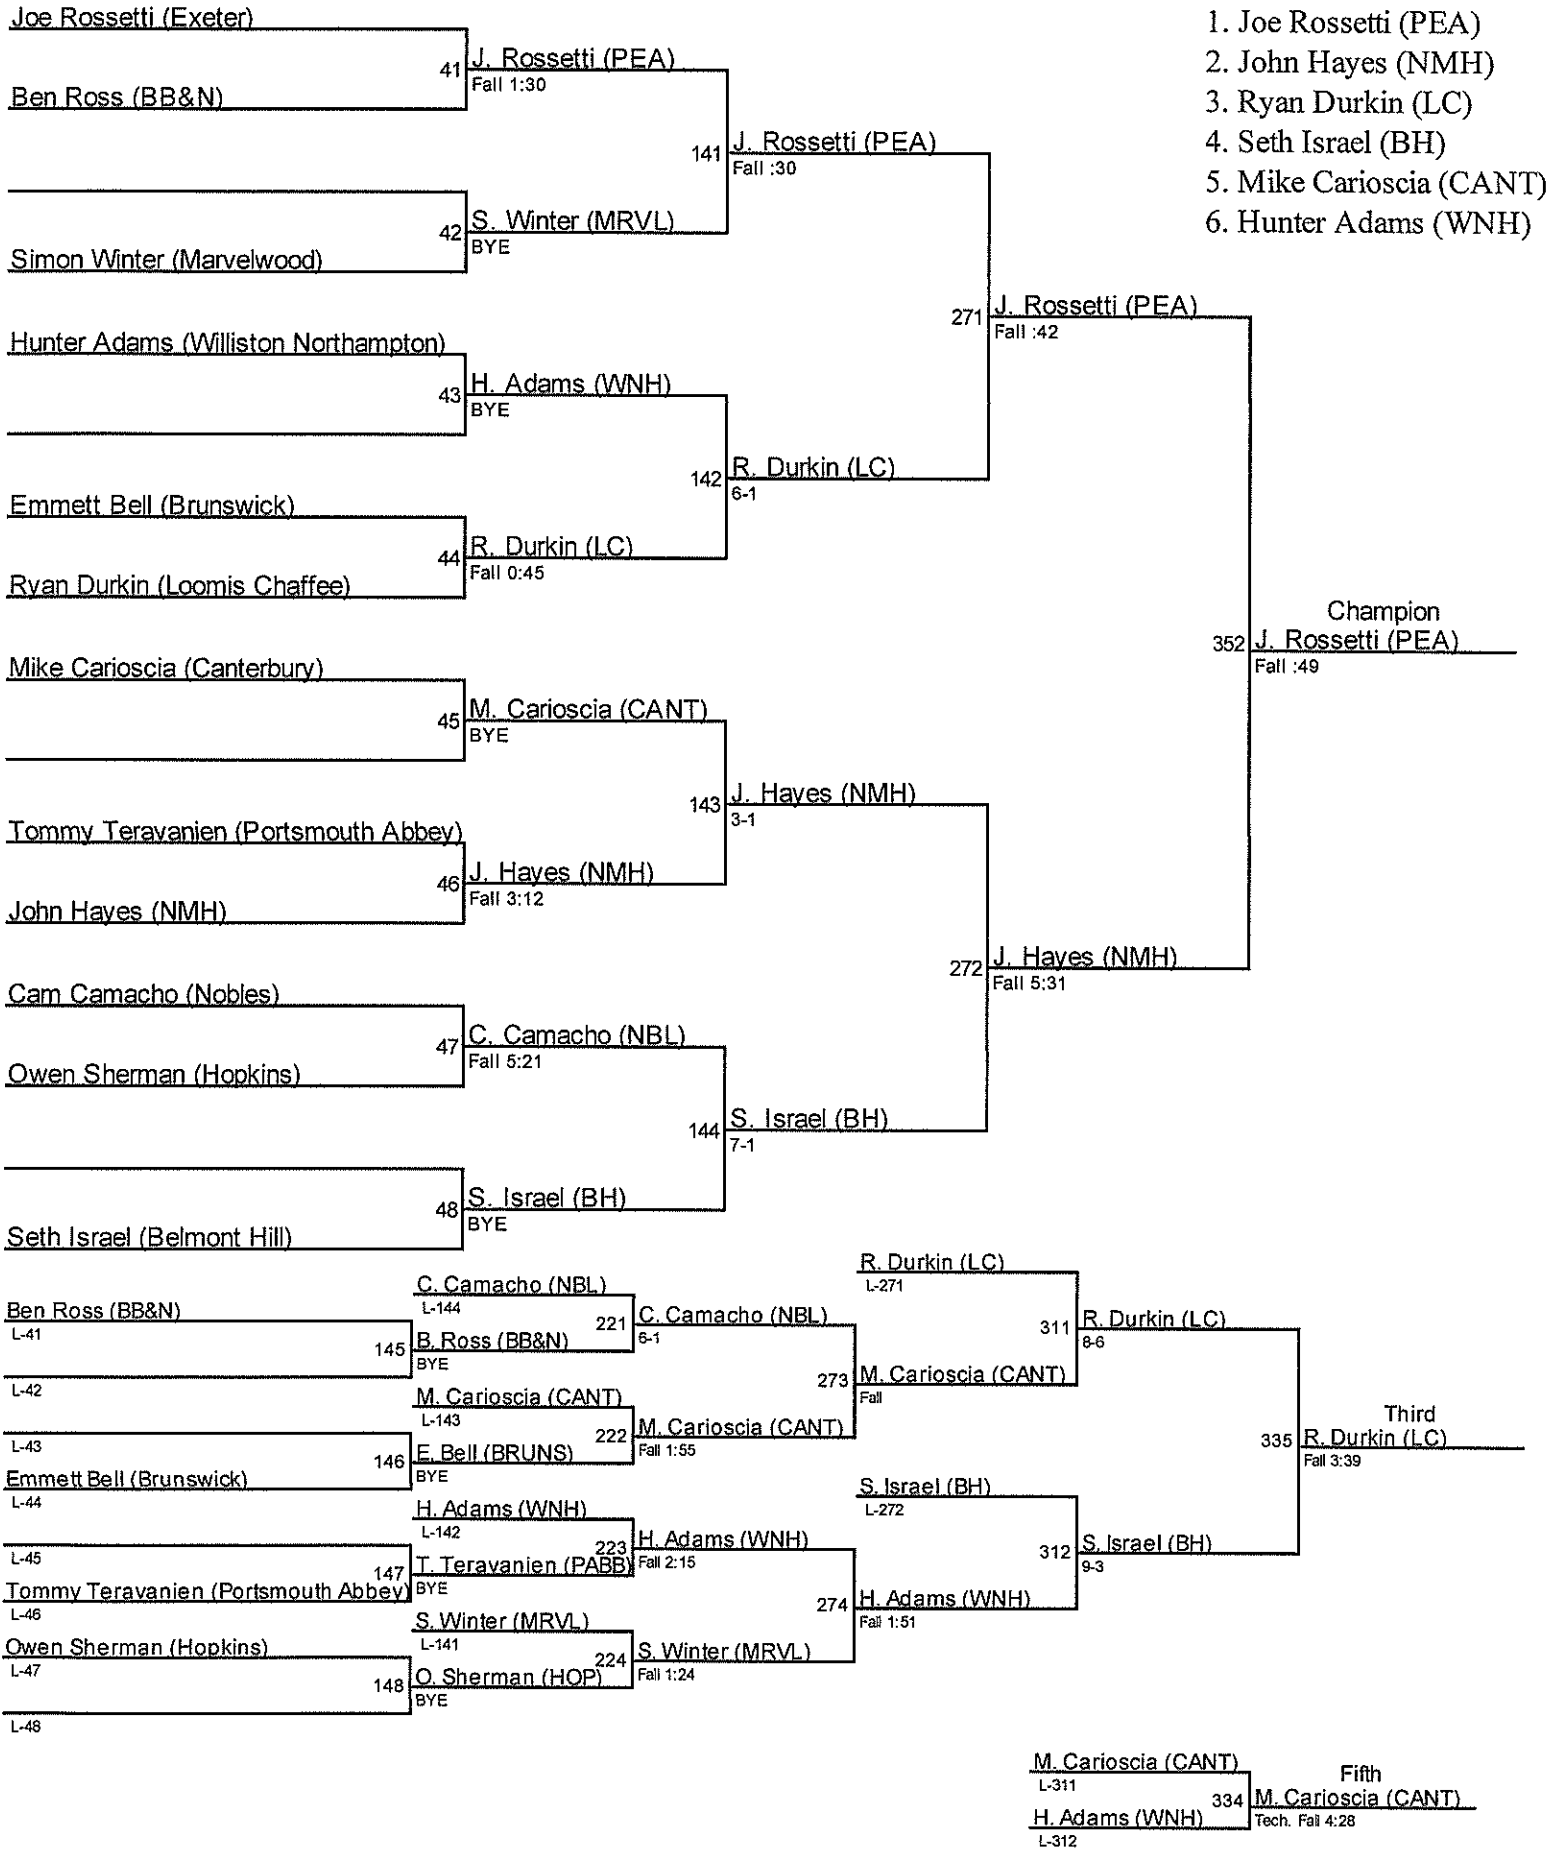 Joe Rossetti (Exeter)
41
J. Rossetti (PEA)
Fall 1:30
Ben Ross (BB&N)
141
J. Rossetti (PEA)
Fall :30
42
S. Winter (MRVL)
BYE
Simon Winter (Marvelwood)
271
J. Rossetti (PEA)
Fall :42
Hunter Adams (Williston Northampton)
43
H. Adams (WNH)
BYE
142
R. Durkin (LC)
6-1
Emmett Bell (Brunswick)
44
R. Durkin (LC)
Fall 0:45
Ryan Durkin (Loomis Chaffee)
Champion
352
J. Rossetti (PEA)
Fall :49
Mike Carioscia (Canterbury)
45
M. Carioscia (CANT)
BYE
143
J. Hayes (NMH)
3-1
Tommy Teravanien (Portsmouth Abbey)
46
J. Hayes (NMH)
Fall 3:12
John Hayes (NMH)
272
J. Hayes (NMH)
Fall 5:31
Cam Camacho (Nobles)
47
C. Camacho (NBL)
Fall 5:21
Owen Sherman (Hopkins)
144
S. Israel (BH)
7-1
48
S. Israel (BH)
BYE
Seth Israel (Belmont Hill)
1. Joe Rossetti (PEA)
2. John Hayes (NMH)
3. Ryan Durkin (LC)
4. Seth Israel (BH)
5. Mike Carioscia (CANT)
6. Hunter Adams (WNH)
Ben Ross (BB&N)
L-41
145
L-42
C. Camacho (NBL)
L-144
B. Ross (BB&N)
BYE
221
C. Camacho (NBL)
6-1
L-43
146
Emmett Bell (Brunswick)
L-44
M. Carioscia (CANT)
L-143
E. Bell (BRUNS)
BYE
222
M. Carioscia (CANT)
Fall 1:55
273
M. Carioscia (CANT)
Fall
R. Durkin (LC)
L-271
311
R. Durkin (LC)
8-6
L-45
147
Tommy Teravanien (Portsmouth Abbey)
L-46
H. Adams (WNH)
L-142
T. Teravanien (PABB)
BYE
223
H. Adams (WNH)
Fall 2:15
Owen Sherman (Hopkins)
L-47
148
L-48
S. Winter (MRVL)
L-141
O. Sherman (HOP)
BYE
224
S. Winter (MRVL)
Fall 1:24
274
H. Adams (WNH)
Fall 1:51
S. Israel (BH)
L-272
312
S. Israel (BH)
9-3
Third
335
R. Durkin (LC)
Fall 3:39
M. Carioscia (CANT)
L-311
H. Adams (WNH)
L-312
334
Fifth
M. Carioscia (CANT)
Tech. Fall 4:28